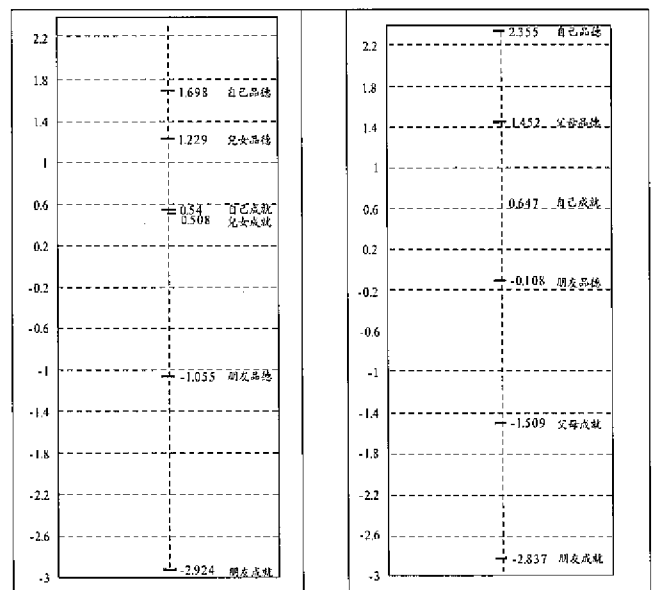 2.2
1.8
1.698 自己品德
1.4
1.229 兒女品德
1
0.6
0.54 自己成就
0.508 兒女成就
0.2
-0.2
-0.6
-1
-1.055 朋友品德
-1.4
-1.8
-2.2
-2.6
-2.924 朋友成就
-3
2.355 自己品德
2.2
1.8
1.452 父母品德
1.4
1
0.647 自己成就
0.6
0.2
-0.108 朋友品德
-0.2
-0.6
-1
-1.4
-1.509 父母成就
-1.8
-2.2
-2.6
-2.837 朋友成就
-3